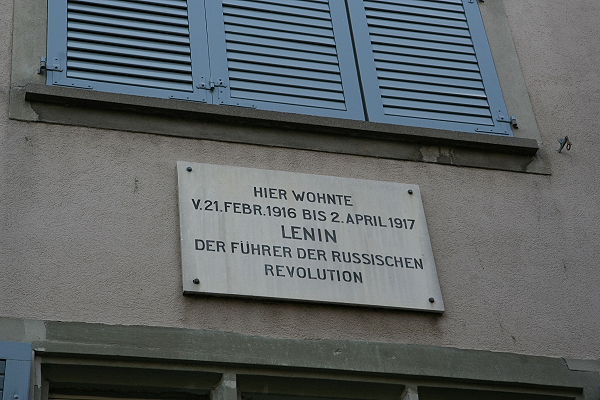 HIER WOHNTE
V. 21. FEBR. 1916 BIS 2. APRIL 1917
LENIN
DER FÜHRER DER RUSSISCHEN
REVOLUTION